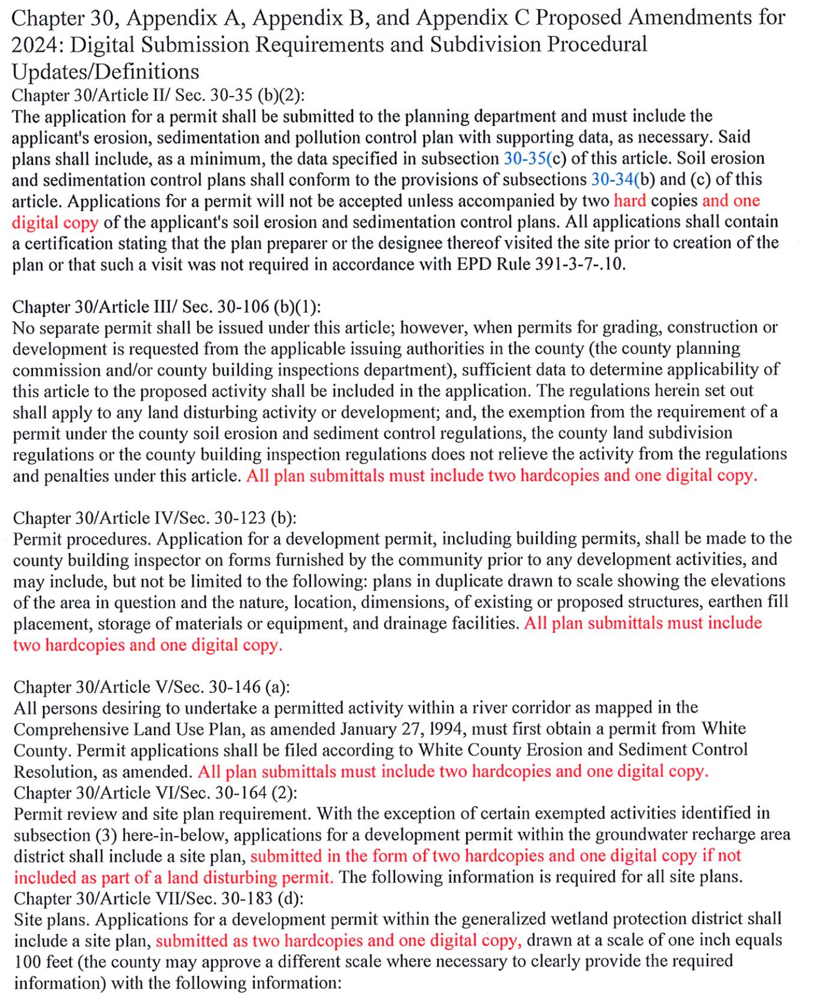 Chapter 30, Appendix A, Appendix B, and Appendix C Proposed Amendments for
2024: Digital Submission Requirements and Subdivision Procedural
Updates/Definitions
Chapter 30/Article II/ Sec. 30-35 (b)(2):
The application for a permit shall be submitted to the planning department and must include the
applicant's erosion, sedimentation and pollution control plan with supporting data, as necessary. Said
plans shall include, as a minimum, the data specified in subsection 30-35(c) of this article. Soil erosion
and sedimentation control plans shall conform to the provisions of subsections 30-34(b) and (c) of this
article. Applications for a permit will not be accepted unless accompanied by two hard copies and one
digital copy of the applicant's soil erosion and sedimentation control plans. All applications shall contain
a certification stating that the plan preparer or the designee thereof visited the site prior to creation of the
plan or that such a visit was not required in accordance with EPD Rule 391-3-7-.10.
Chapter 30/Article III/ Sec. 30-106 (b)(1):
No separate permit shall be issued under this article; however, when permits for grading, construction or
development is requested from the applicable issuing authorities in the county (the county planning
commission and/or county building inspections department), sufficient data to determine applicability of
this article to the proposed activity shall be included in the application. The regulations herein set out
shall apply to any land disturbing activity or development; and, the exemption from the requirement of a
permit under the county soil erosion and sediment control regulations, the county land subdivision
regulations or the county building inspection regulations does not relieve the activity from the regulations
and penalties under this article. All plan submittals must include two hardcopies and one digital copy.
Chapter 30/Article IV/Sec. 30-123 (b):
Permit procedures. Application for a development permit, including building permits, shall be made to the
county building inspector on forms furnished by the community prior to any development activities, and
may include, but not be limited to the following: plans in duplicate drawn to scale showing the elevations
of the area in question and the nature, location, dimensions, of existing or proposed structures, earthen fill
placement, storage of materials or equipment, and drainage facilities. All plan submittals must include
two hardcopies and one digital copy.
Chapter 30/Article V/Sec. 30-146 (a):
All persons desiring to undertake a permitted activity within a river corridor as mapped in the
Comprehensive Land Use Plan, as amended January 27, 1994, must first obtain a permit from White
County. Permit applications shall be filed according to White County Erosion and Sediment Control
Resolution, as amended. All plan submittals must include two hardcopies and one digital copy.
Chapter 30/Article VI/Sec. 30-164 (2):
Permit review and site plan requirement. With the exception of certain exempted activities identified in
subsection (3) here-in-below, applications for a development permit within the groundwater recharge area
district shall include a site plan, submitted in the form of two hardcopies and one digital copy if not
included as part of a land disturbing permit. The following information is required for all site plans.
Chapter 30/Article VII/Sec. 30-183 (d):
Site plans. Applications for a development permit within the generalized wetland protection district shall
include a site plan, submitted as two hardcopies and one digital copy, drawn at a scale of one inch equals
100 feet (the county may approve a different scale where necessary to clearly provide the required
information) with the following information: